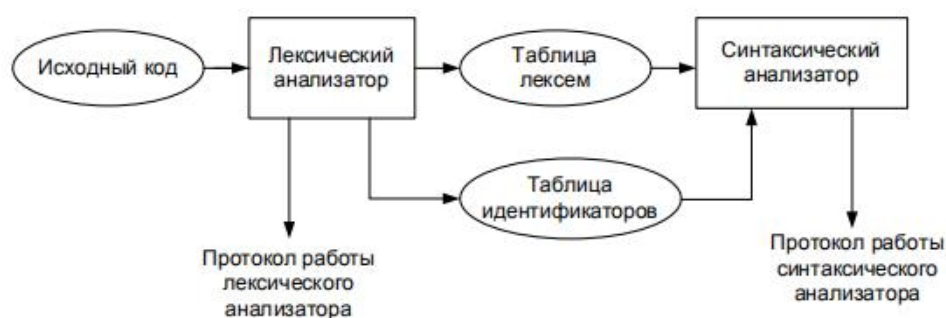 Исходный код
Лексический
анализатор
Таблица
лексем
Синтаксический
анализатор
Таблица
идентификаторов
Протокол работы
лексического
анализатора
Протокол работы
синтаксического
анализатора